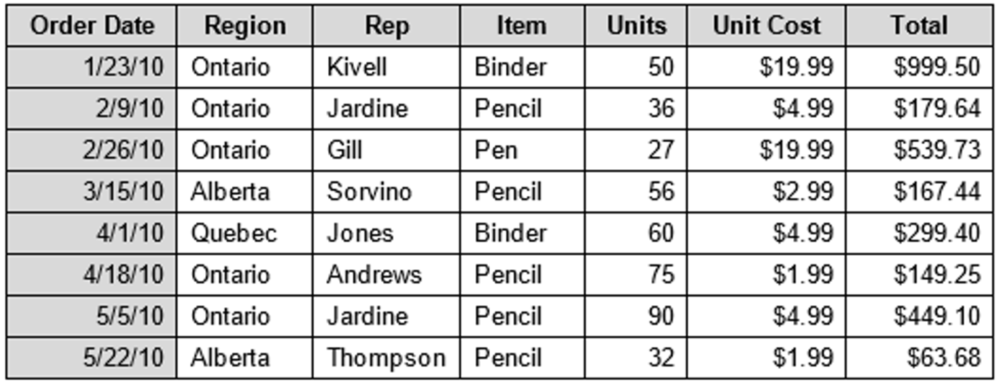 Order Date Region Rep Item Units Unit Cost Total
1/23/10 Ontario Kivell Binder 50 $19.99 $999.50
2/9/10 Ontario Jardine Pencil 36 $4.99 $179.64
2/26/10 Ontario Gill Pen 27 $19.99 $539.73
3/15/10 Alberta Sorvino Pencil 56 $2.99 $167.44
4/1/10 Quebec Jones Binder 60 $4.99 $299.40
4/18/10 Ontario Andrews Pencil 75 $1.99 $149.25
5/5/10 Ontario Jardine Pencil 90 $4.99 $449.10
5/22/10 Alberta Thompson Pencil 32 $1.99 $63.68